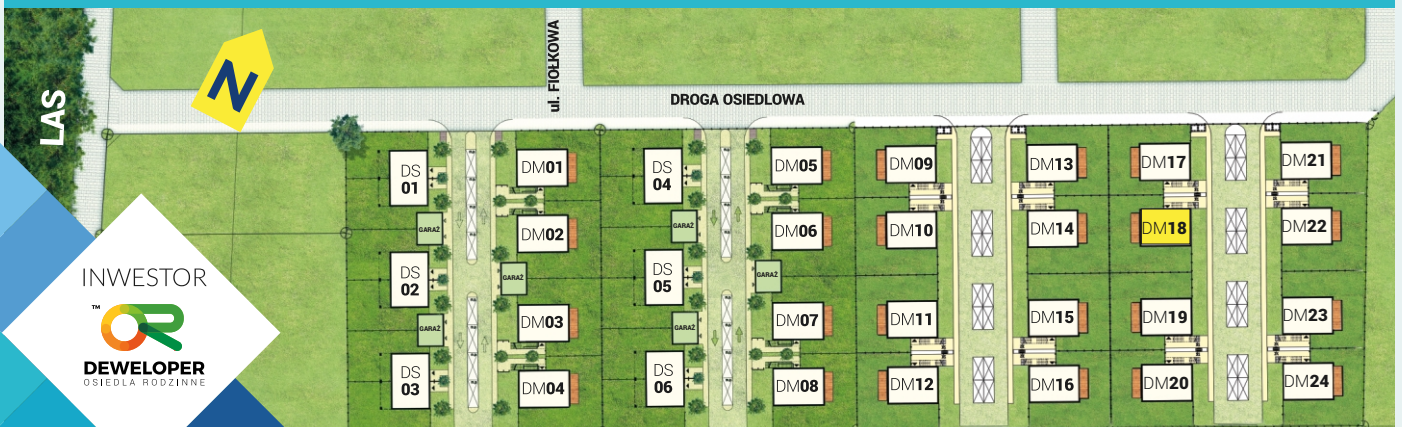 LAS
N
ul. FIOŁKOWA
DROGA OSIEDLOWA
DS
01
DM01
DS
04
DM05
DM09
DM13
DM17
DM21
GARAŻ
DM02
GARAŻ
DM06
DM10
DM14
DM18
DM22
DS
02
GARAŻ
DS
05
GARAŻ
GARAŻ
DM03
GARAŻ
DM07
DM11
DM15
DM19
DM23
DS
03
DM04
DS
06
DM08
DM12
DM16
DM20
DM24
INWESTOR
™
OR
DEWELOPER
OSIEDLA RODZINNE